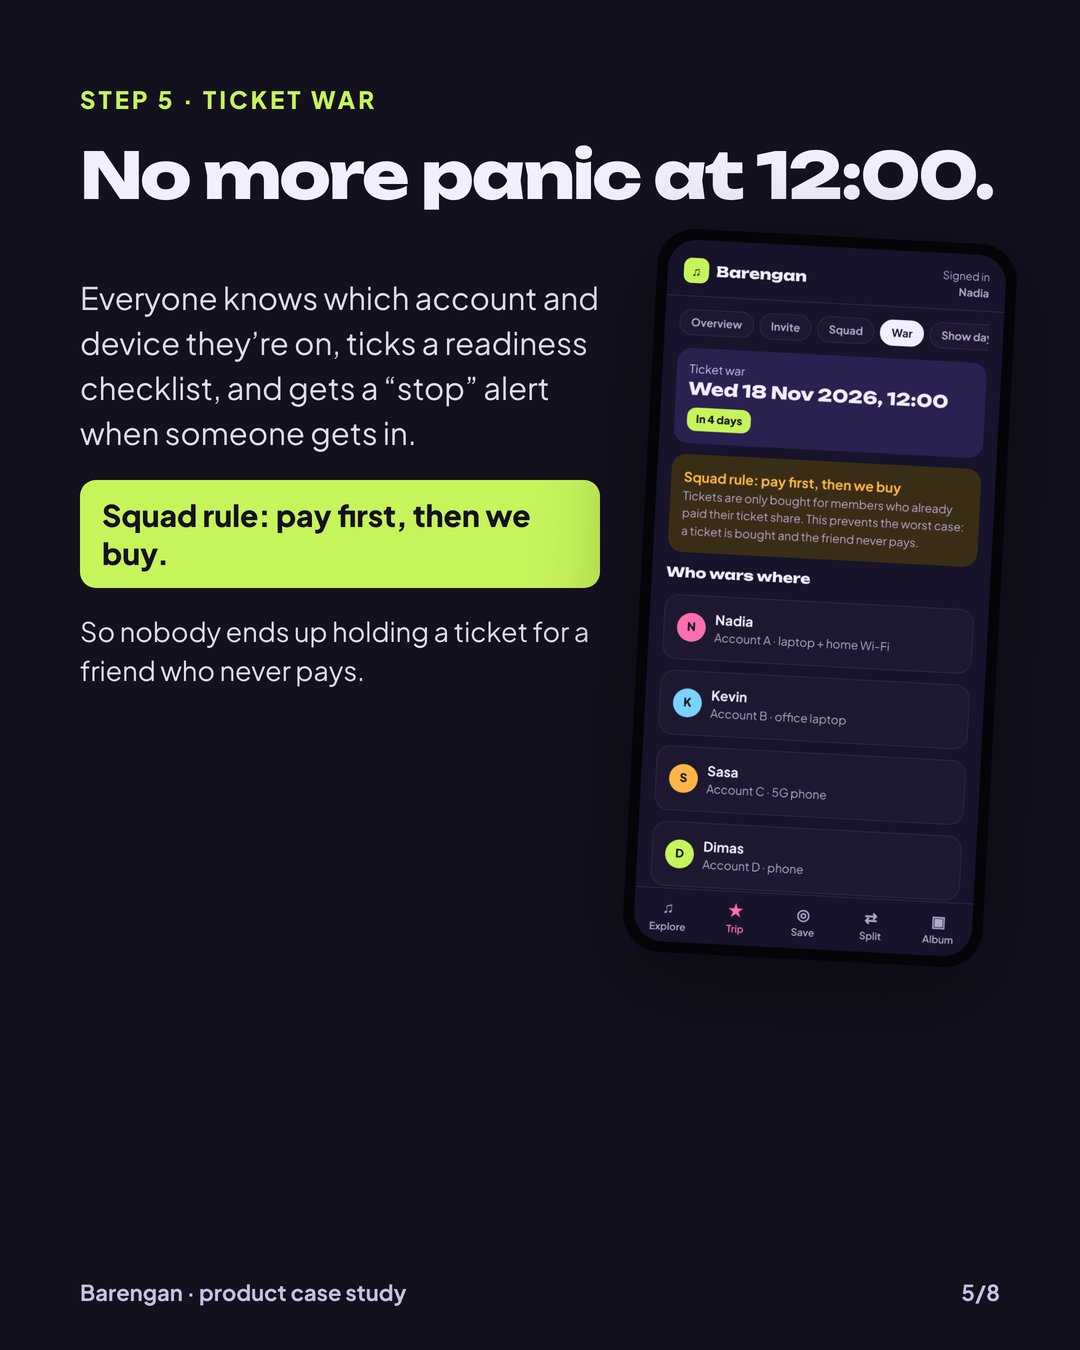 STEP 5 · TICKET WAR
No more panic at 12:00.
Everyone knows which account and
device they’re on, ticks a readiness
checklist, and gets a “stop” alert
when someone gets in.
Squad rule: pay first, then we
buy.
So nobody ends up holding a ticket for a
friend who never pays.
Barengan
Signed in
Nadia
Overview
Invite
Squad
War
Show day
Ticket war
Wed 18 Nov 2026, 12:00
In 4 days
Squad rule: pay first, then we buy
Tickets are only bought for members who already
paid their ticket share. This prevents the worst case:
a ticket is bought and the friend never pays.
Who wars where
N
Nadia
Account A · laptop + home Wi-Fi
K
Kevin
Account B · office laptop
S
Sasa
Account C · 5G phone
D
Dimas
Account D · phone
Explore
Trip
Save
Split
Album
Barengan · product case study
5/8